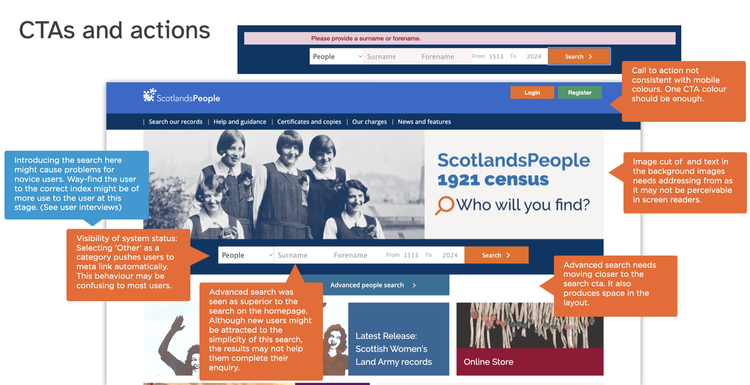 CTAs and actions
Please provide a surname or forename.
People Surname Forename From 1513 To 2024 Search
Call to action not
consistent with mobile
colours. One CTA colour
should be enough.
ScotlandsPeople
Login Register
Search our records | Help and guidance | Certificates and copies | Our charges | News and features
Introducing the search here
might cause problems for
novice users. Way-find the user
to the correct index might be of
more use to the user at this
stage. (See user interviews)
ScotlandsPeople
1921 census
Who will you find?
Image cut of and text in
the background images
needs addressing from as
it may not be perceivable
in screen readers.
Visibility of system status:
Selecting ‘Other’ as a
category pushes users to
meta link automatically.
This behaviour may be
confusing to most users.
People Surname Forename From 1513 To 2024 Search
Advanced people search
Advanced search needs
moving closer to the
search cta. It also
produces space in the
layout.
Advanced search was
seen as superior to the
search on the homepage.
Although new users might
be attracted to the
simplicity of this search,
the results may not help
them complete their
enquiry.
Latest Release:
Scottish Women's
Land Army records
Online Store